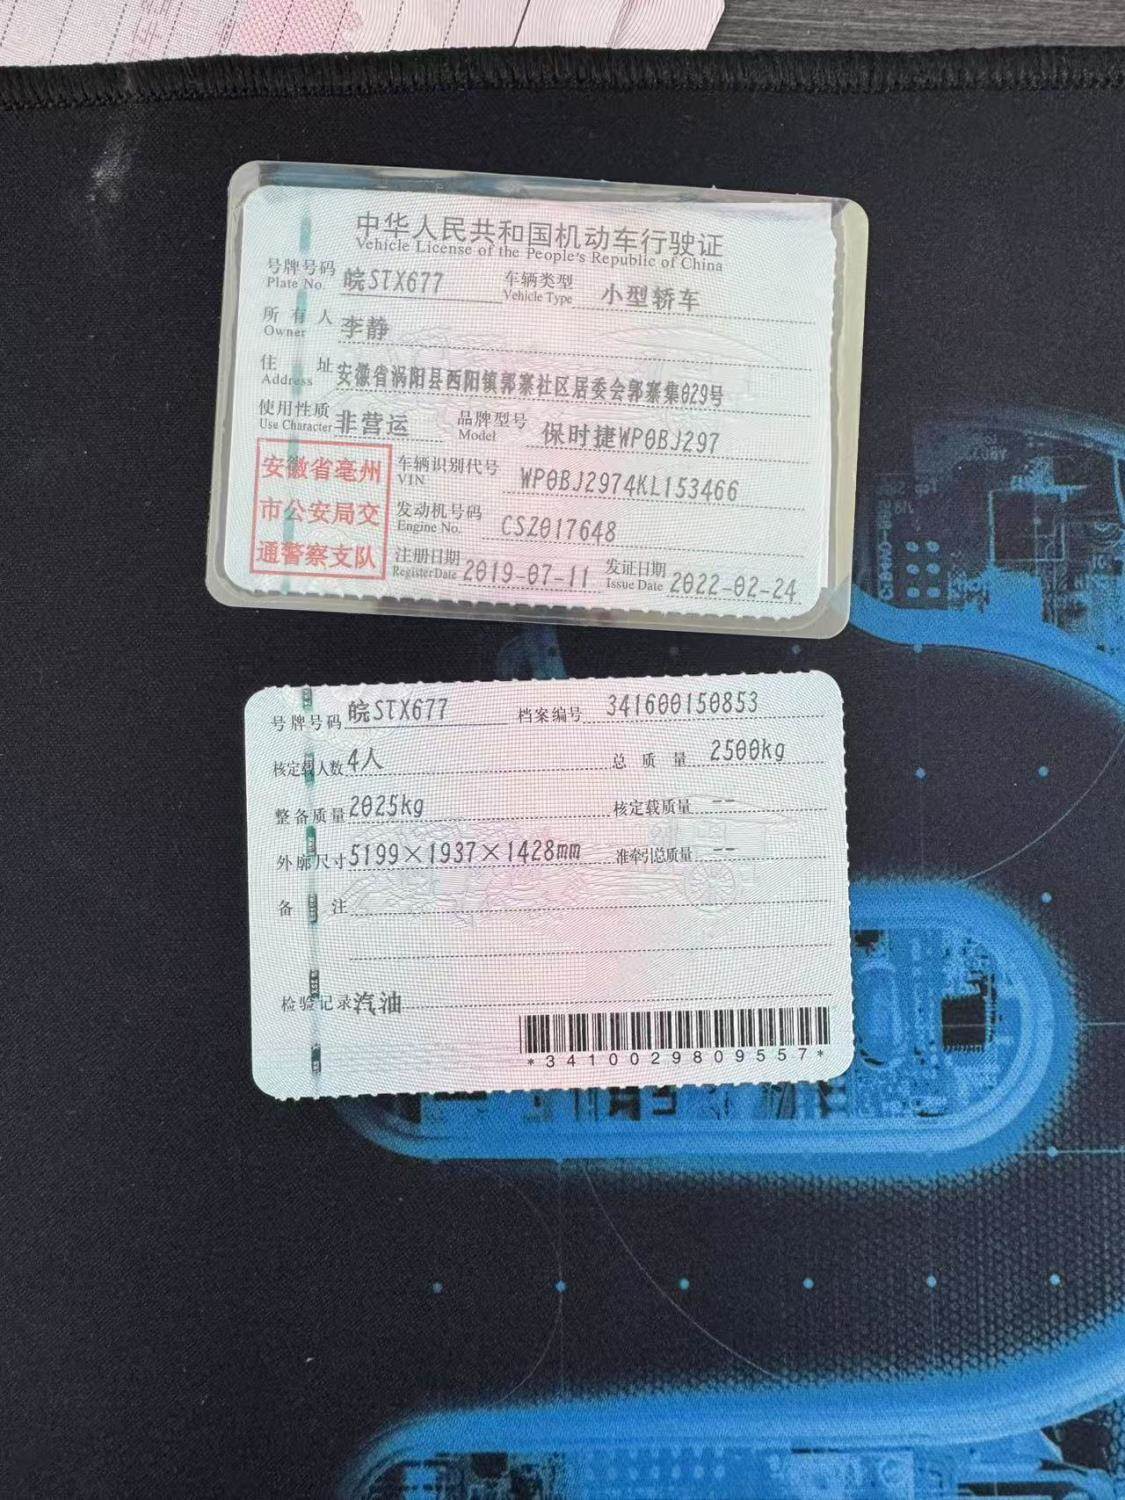 中华人民共和国机动车行驶证
Vehicle License of the People's Republic of China
号牌号码 Plate No. 皖STX677 车辆类型 Vehicle Type 小型轿车
所有人 Owner 李静
住址 Address 安徽省涡阳县西阳镇郭寨社区居委会郭寨集029号
使用性质 Use Character 非营运 品牌型号 Model 保时捷WP0BJ297
安徽省亳州
市公安局交
通警察支队
车辆识别代号 VIN WP0BJ2974KL153466
发动机号码 Engine No. CSZ017648
注册日期 Register Date 2019-07-11 发证日期 Issue Date 2022-02-24
号牌号码 皖STX677 档案编号 341600150853
核定载人数 4人 总质量 2500kg
整备质量 2025kg 核定载质量 --
外廓尺寸 5199×1937×1428mm 准牵引总质量 --
备注
检验记录 汽油
*3410029809557*